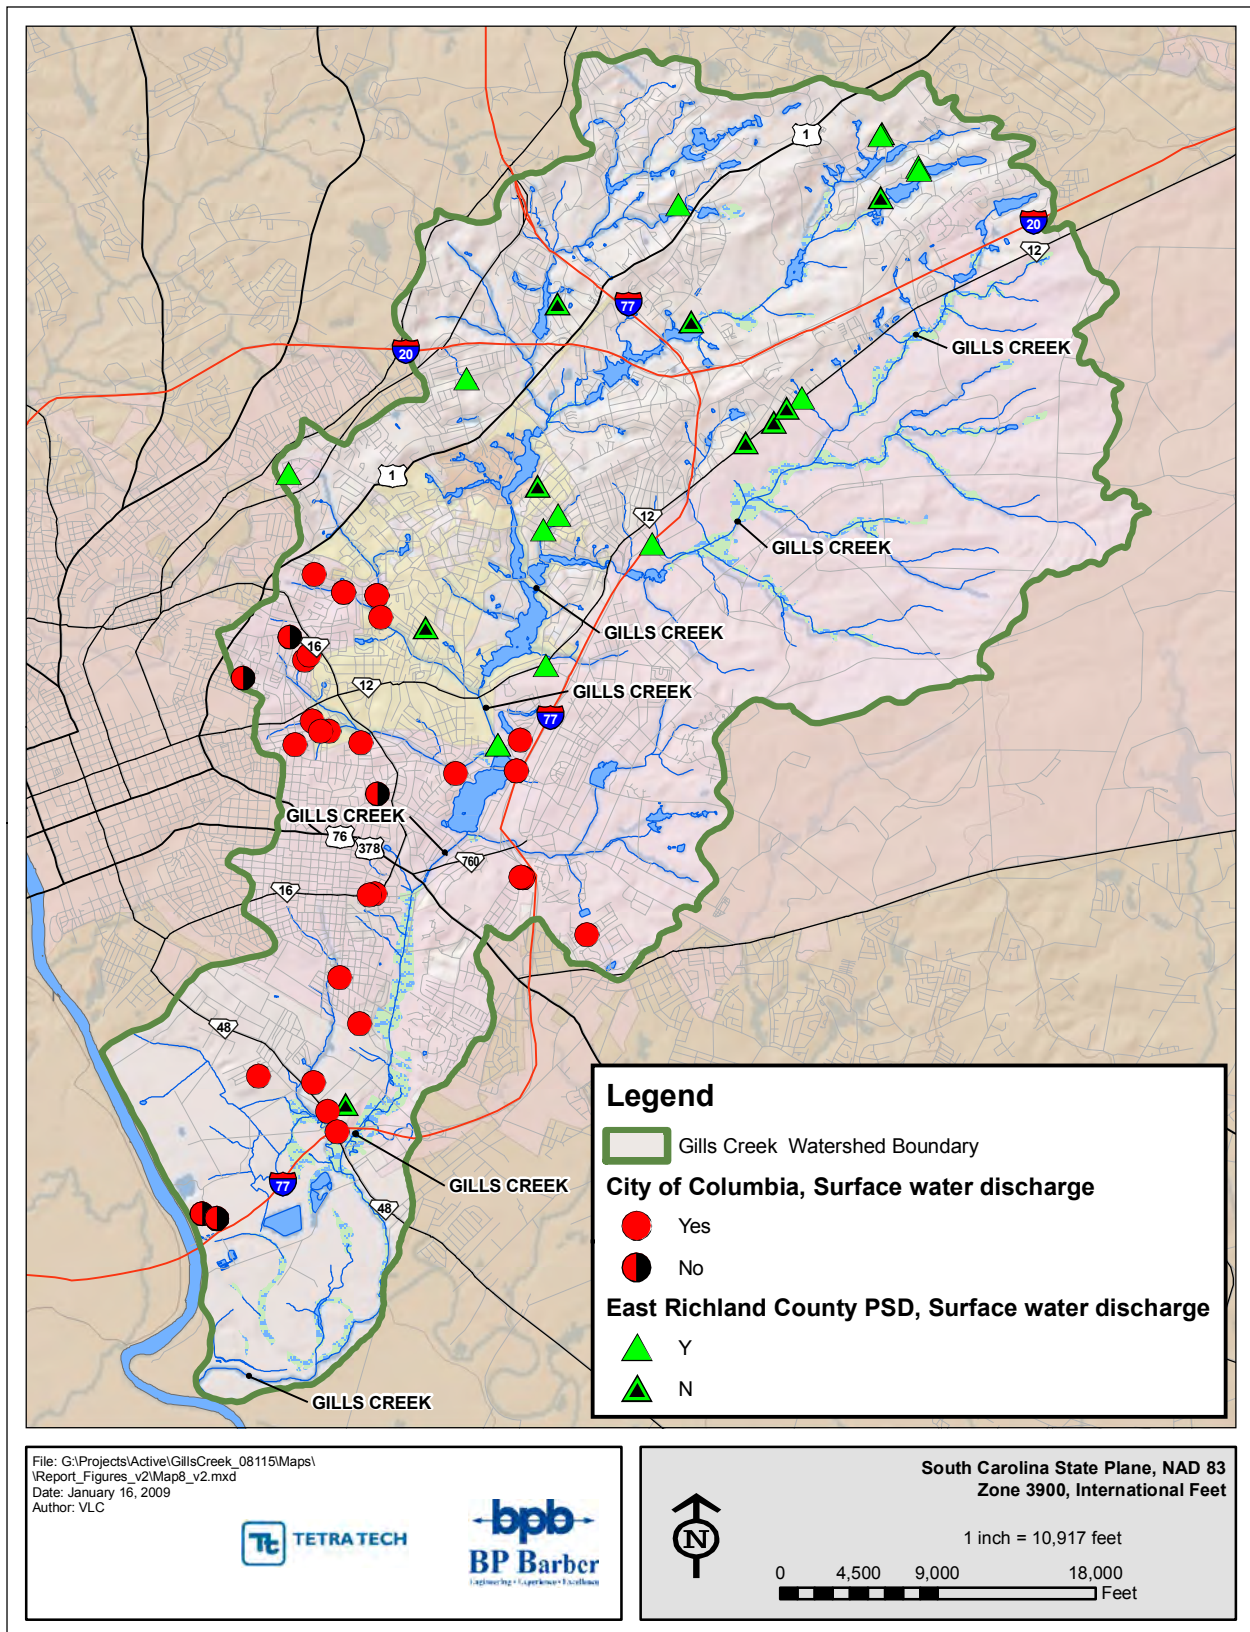 1
20
12
77
GILLS CREEK
20
1
12
GILLS CREEK
GILLS CREEK
16
12
GILLS CREEK
77
GILLS CREEK
76
378
760
16
48
GILLS CREEK
77
48
GILLS CREEK
Legend
Gills Creek Watershed Boundary
City of Columbia, Surface water discharge
Yes
No
East Richland County PSD, Surface water discharge
Y
N
File: G:\Projects\Active\GillsCreek_08115\Maps\
\Report_Figures_v2\Map8_v2.mxd
Date: January 16, 2009
Author: VLC
Tt TETRA TECH
bpb
BP Barber
Engineering • Experience • Excellence
South Carolina State Plane, NAD 83
Zone 3900, International Feet
N
1 inch = 10,917 feet
0 4,500 9,000 18,000
Feet